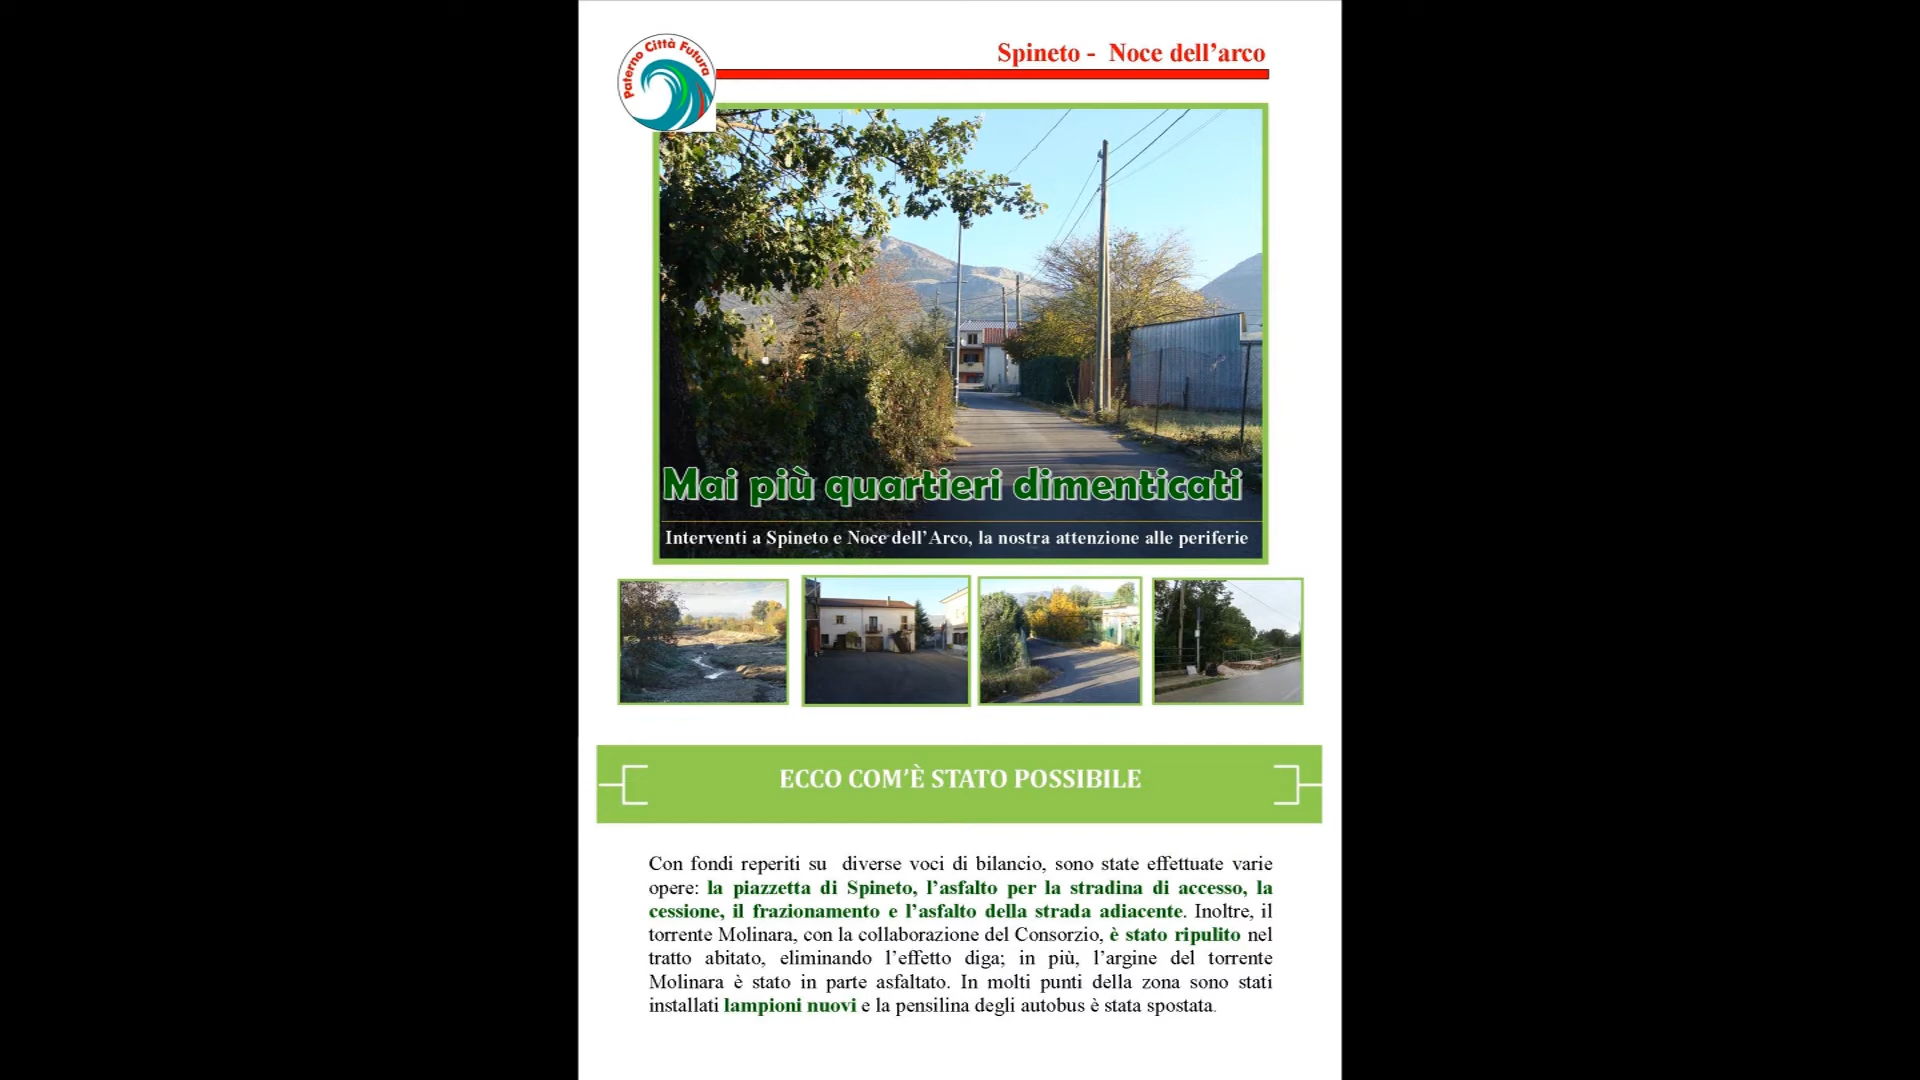 Paterno Città Futura
Spineto - Noce dell’arco
Mai più quartieri dimenticati
Interventi a Spineto e Noce dell’Arco, la nostra attenzione alle periferie
ECCO COM’È STATO POSSIBILE
Con fondi reperiti su diverse voci di bilancio, sono state effettuate varie
opere: la piazzetta di Spineto, l’asfalto per la stradina di accesso, la
cessione, il frazionamento e l’asfalto della strada adiacente. Inoltre, il
torrente Molinara, con la collaborazione del Consorzio, è stato ripulito nel
tratto abitato, eliminando l’effetto diga; in più, l’argine del torrente
Molinara è stato in parte asfaltato. In molti punti della zona sono stati
installati lampioni nuovi e la pensilina degli autobus è stata spostata.